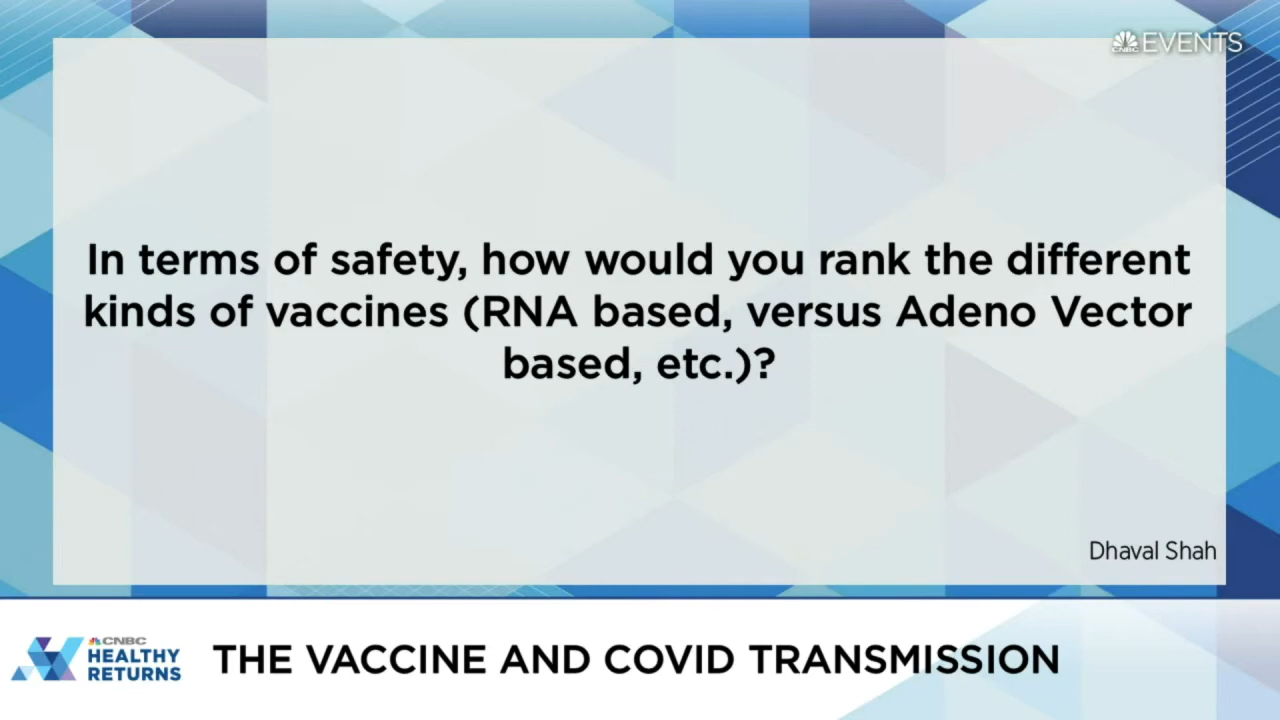 CNBC EVENTS
In terms of safety, how would you rank the different
kinds of vaccines (RNA based, versus Adeno Vector
based, etc.)?
Dhaval Shah
CNBC
HEALTHY
RETURNS
THE VACCINE AND COVID TRANSMISSION